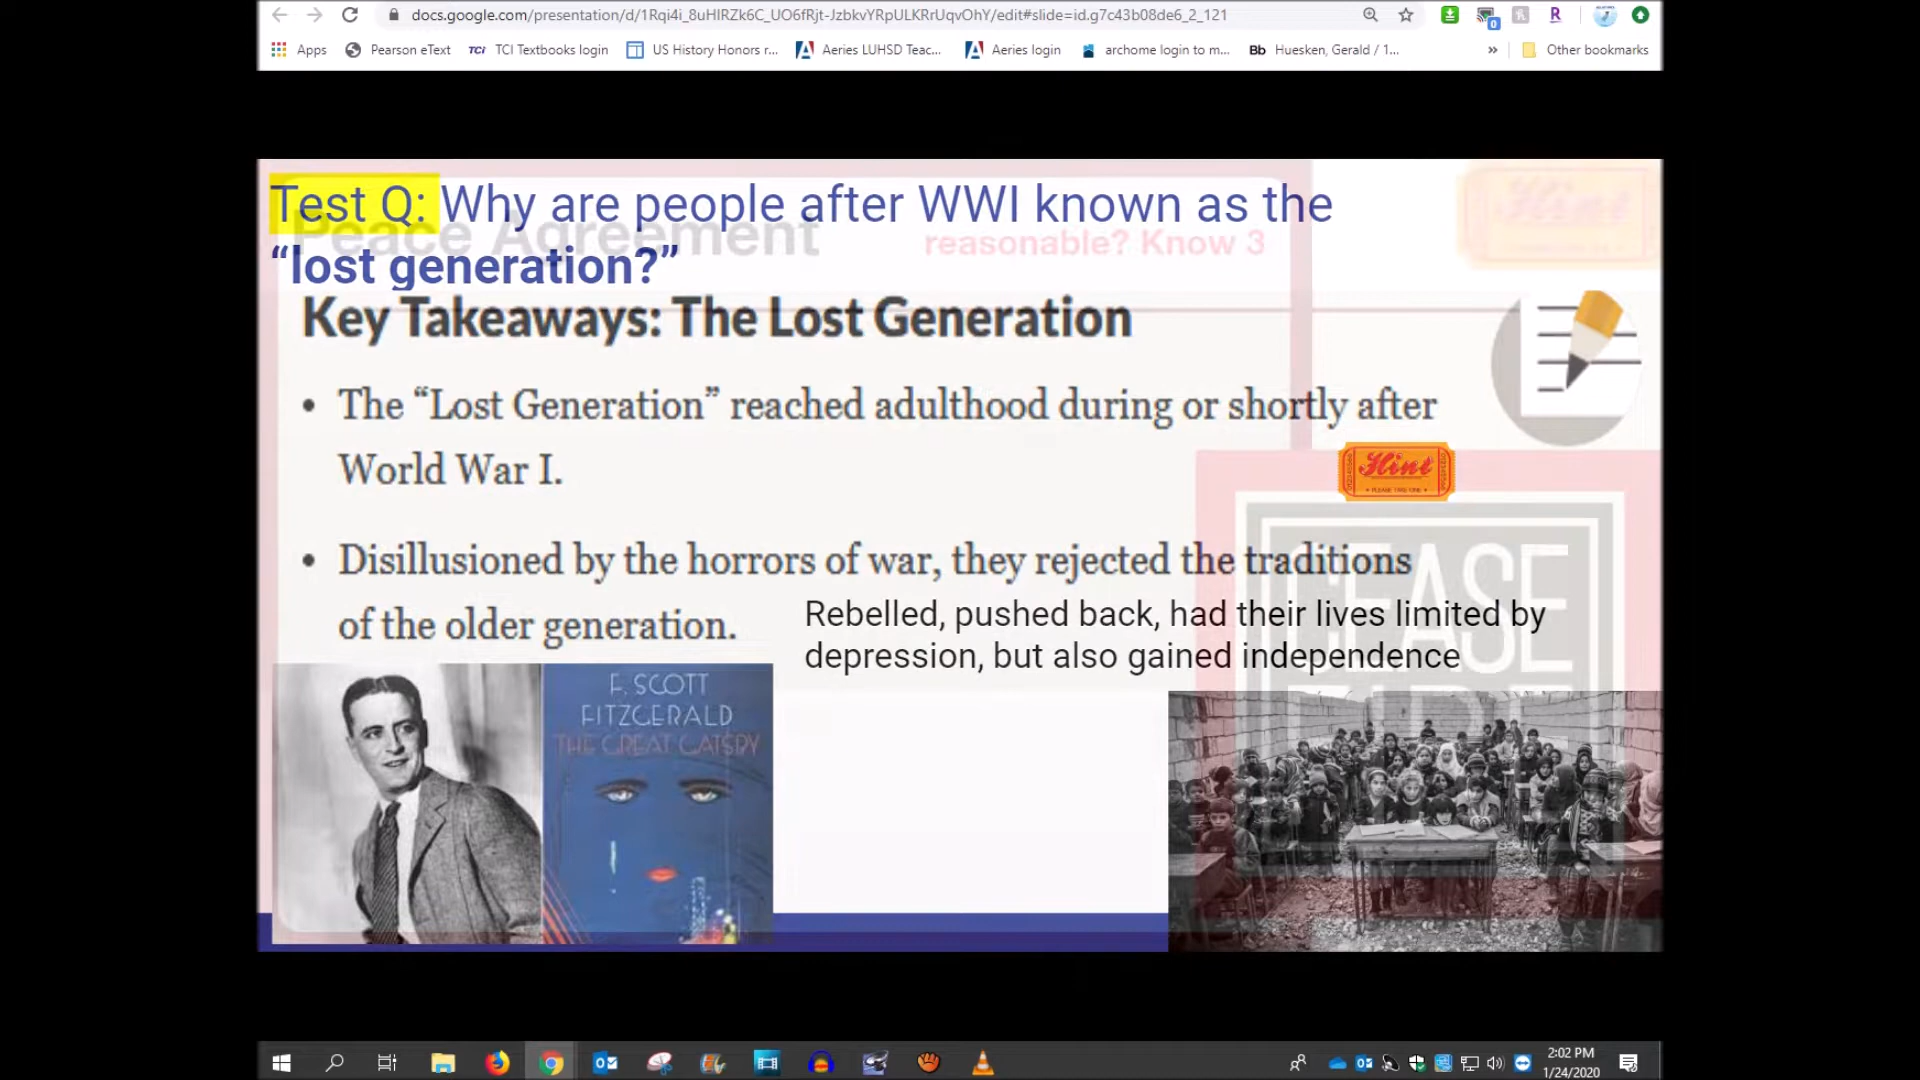 docs.google.com/presentation/d/1Rqi4i_8uHIRZk6C_UO6fRjt-JzbkvYRpULKRrUqvOhY/edit#slide=id.g7c43b08de6_2_121
Apps Pearson eText TCI TCI Textbooks login US History Honors r... Aeries LUHSD Teac... Aeries login archome login to m... Bb Huesken, Gerald / 1... » Other bookmarks
Test Q: Why are people after WWI known as the
“lost generation?”
Peace Agreement
reasonable? Know 3
Hint
Key Takeaways: The Lost Generation
• The “Lost Generation” reached adulthood during or shortly after
World War I.
Hint
• Disillusioned by the horrors of war, they rejected the traditions
of the older generation.
Rebelled, pushed back, had their lives limited by
depression, but also gained independence
CEASE
FIRE
F. SCOTT
FITZGERALD
THE GREAT GATSBY
2:02 PM
1/24/2020